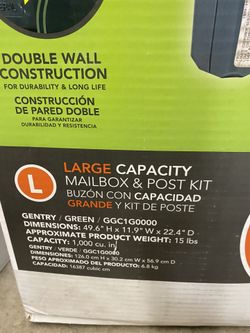 DOUBLE WALL
CONSTRUCTION
FOR DURABILITY & LONG LIFE
CONSTRUCCIÓN
DE PARED DOBLE
PARA GARANTIZAR
DURABILIDAD Y RESISTENCIA
L
LARGE CAPACITY
MAILBOX & POST KIT
BUZÓN CON CAPACIDAD
GRANDE Y KIT DE POSTE
GENTRY / GREEN / GGC1G0000
DIMENSIONS: 49.6" H x 11.9" W x 22.4" D
APPROXIMATE PRODUCT WEIGHT: 15 lbs
CAPACITY: 1,000 cu. in.
GENTRY / VERDE / GGC1G0000
DIMENSIONES: 126.0 cm H x 30.2 cm W x 56.9 cm D
PESO APROXIMADO DEL PRODUCTO: 6.8 kg
CAPACIDAD: 16387 cubic cm